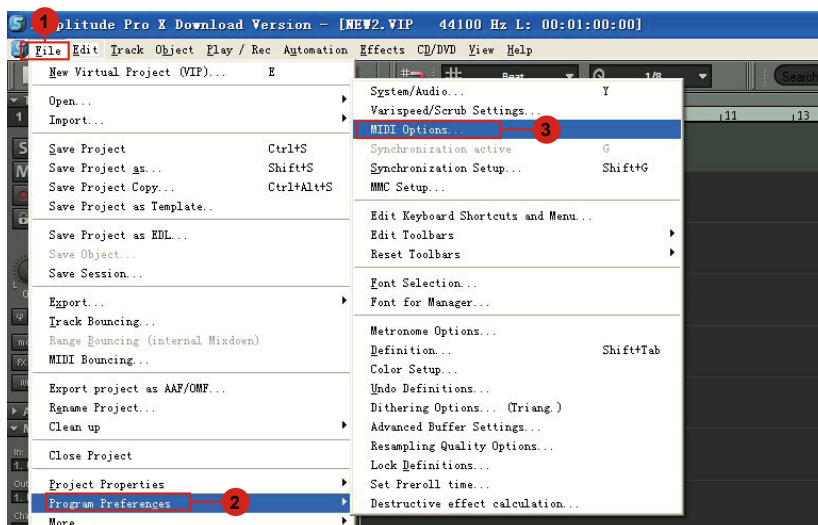 1
plitude Pro X Download Version - [NEW2.VIP 44100 Hz L: 00:01:00:00]
File Edit Track Object Play / Rec Automation Effects CD/DVD View Help
New Virtual Project (VIP)... E
Open...
Import...
Save Project Ctrl+S
Save Project as... Shift+S
Save Project Copy... Ctrl+Alt+S
Save Project as Template..
Save Project as EDL...
Save Object...
Save Session...
Export...
Track Bouncing...
Range Bouncing (internal Mixdown)
MIDI Bouncing...
Export project as AAF/OMF...
Rename Project...
Clean up
Close Project
Project Properties
Program Preferences 2
More
Beat 1/8 Search
11 13
System/Audio... Y
Varispeed/Scrub Settings...
MIDI Options... 3
Synchronization active G
Synchronization Setup... Shift+G
MMC Setup...
Edit Keyboard Shortcuts and Menu...
Edit Toolbars
Reset Toolbars
Font Selection...
Font for Manager...
Metronome Options...
Definition... Shift+Tab
Color Setup...
Undo Definitions...
Dithering Options... (Triang.)
Advanced Buffer Settings...
Resampling Quality Options...
Lock Definitions...
Set Preroll time...
Destructive effect calculation...
1
S
M
In:
1.
Out
1.
Cha